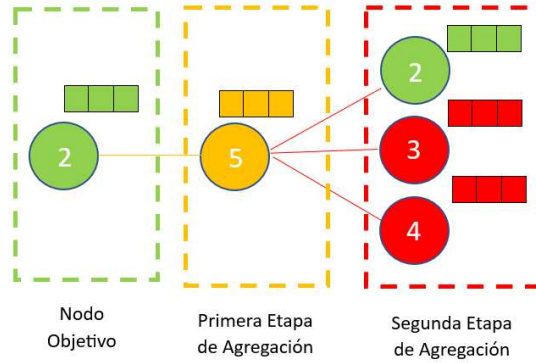 2
5
2
3
4
Nodo
Objetivo
Primera Etapa
de Agregación
Segunda Etapa
de Agregación